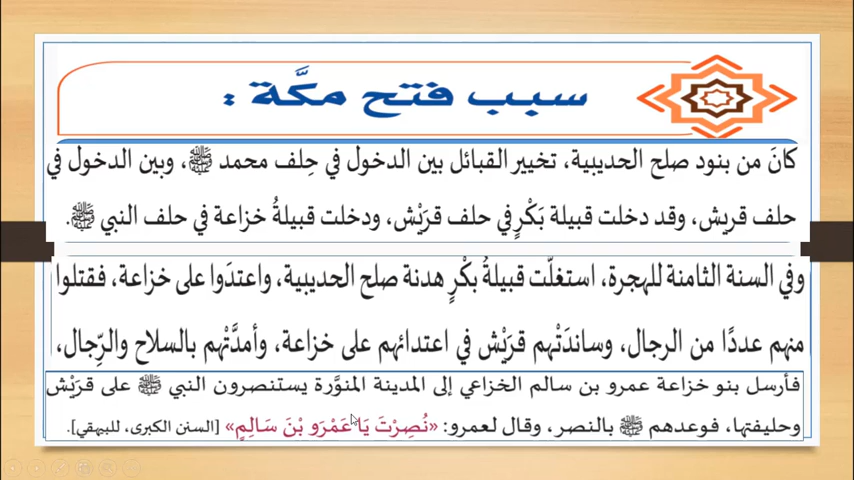 سبب فتح مكَّة :
كانَ من بنود صلح الحديبية، تخيير القبائل بين الدخول في حِلف محمد ﷺ، وبين الدخول في
حلف قريش، وقد دخلت قبيلة بَكْرٍ في حلف قرَيْش، ودخلت قبيلةُ خزاعة في حلف النبي ﷺ.
وفي السنة الثامنة للهجرة، استغلّت قبيلةُ بكْرٍ هدنة صلح الحديبية، واعتدَوا على خزاعة، فقتلوا
منهم عددًا من الرجال، وساندَتْهم قرَيْش في اعتدائهم على خزاعة، وأمدَّتْهم بالسلاح والرِّجال،
فأرسل بنو خزاعة عمرو بن سالم الخزاعي إلى المدينة المنوَّرة يستنصرون النبي ﷺ على قرَيْش
وحليفتها، فوعدهم ﷺ بالنصر، وقال لعمرو: «نُصِرْتَ يَا عَمْرَو بْنَ سَالِمٍ» [السنن الكبرى، للبيهقي].